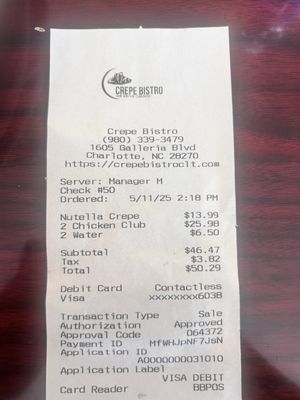 CREPE BISTRO
Crepe Bistro
(980) 339-3479
1605 Galleria Blvd
Charlotte, NC 28270
https://crepebistroclt.com
Server: Manager M
Check #50
Ordered: 5/11/25 2:18 PM
Nutella Crepe $13.99
2 Chicken Club $25.98
2 Water $6.50
Subtotal $46.47
Tax $3.82
Total $50.29
Debit Card Contactless
Visa xxxxxxxx6038
Transaction Type Sale
Authorization Approved
Approval Code 064372
Payment ID MfWHJpNF7JsN
Application ID
A0000000031010
Application Label
VISA DEBIT
Card Reader BBPOS